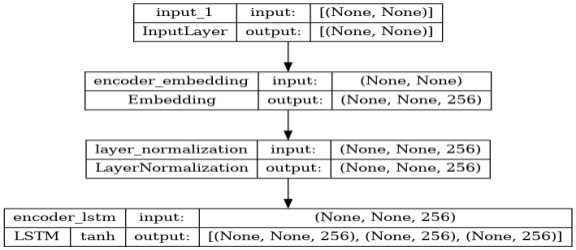 input_1 input: [(None, None)]
InputLayer output: [(None, None)]
encoder_embedding input: (None, None)
Embedding output: (None, None, 256)
layer_normalization input: (None, None, 256)
LayerNormalization output: (None, None, 256)
encoder_lstm input: (None, None, 256)
LSTM tanh output: [(None, None, 256), (None, 256), (None, 256)]